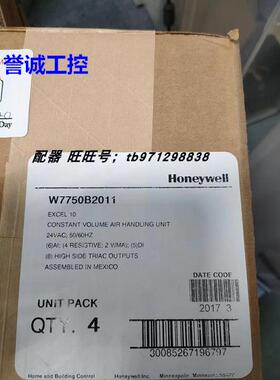 誉诚工控
Day
配器 旺旺号：tb971298838
Honeywell
W7750B2011
EXCEL 10
CONSTANT VOLUME AIR HANDLING UNIT
24VAC, 50/60HZ
(6)AI; (4 RESISTIVE; 2 V/MA); (5)DI
(8) HIGH SIDE TRIAC OUTPUTS
ASSEMBLED IN MEXICO
DATE CODE
2017 3
UNIT PACK
QTY. 4
30085267196797
Home and Building Control
Honeywell Inc.